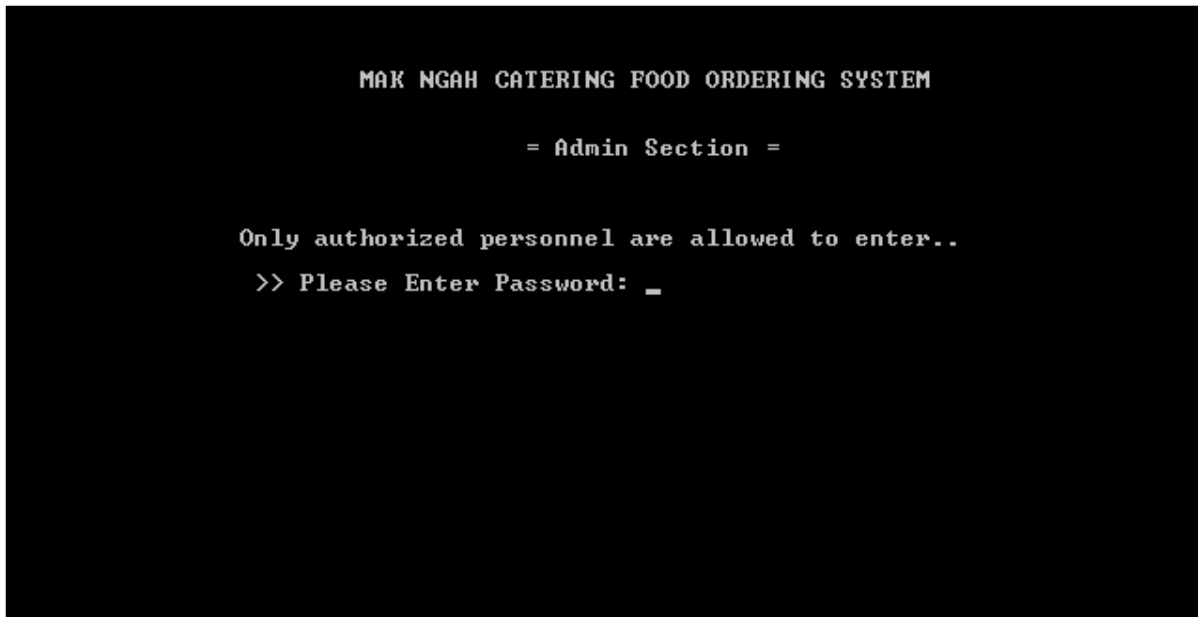 MAK NGAH CATERING FOOD ORDERING SYSTEM
= Admin Section =
Only authorized personnel are allowed to enter..
>> Please Enter Password: _